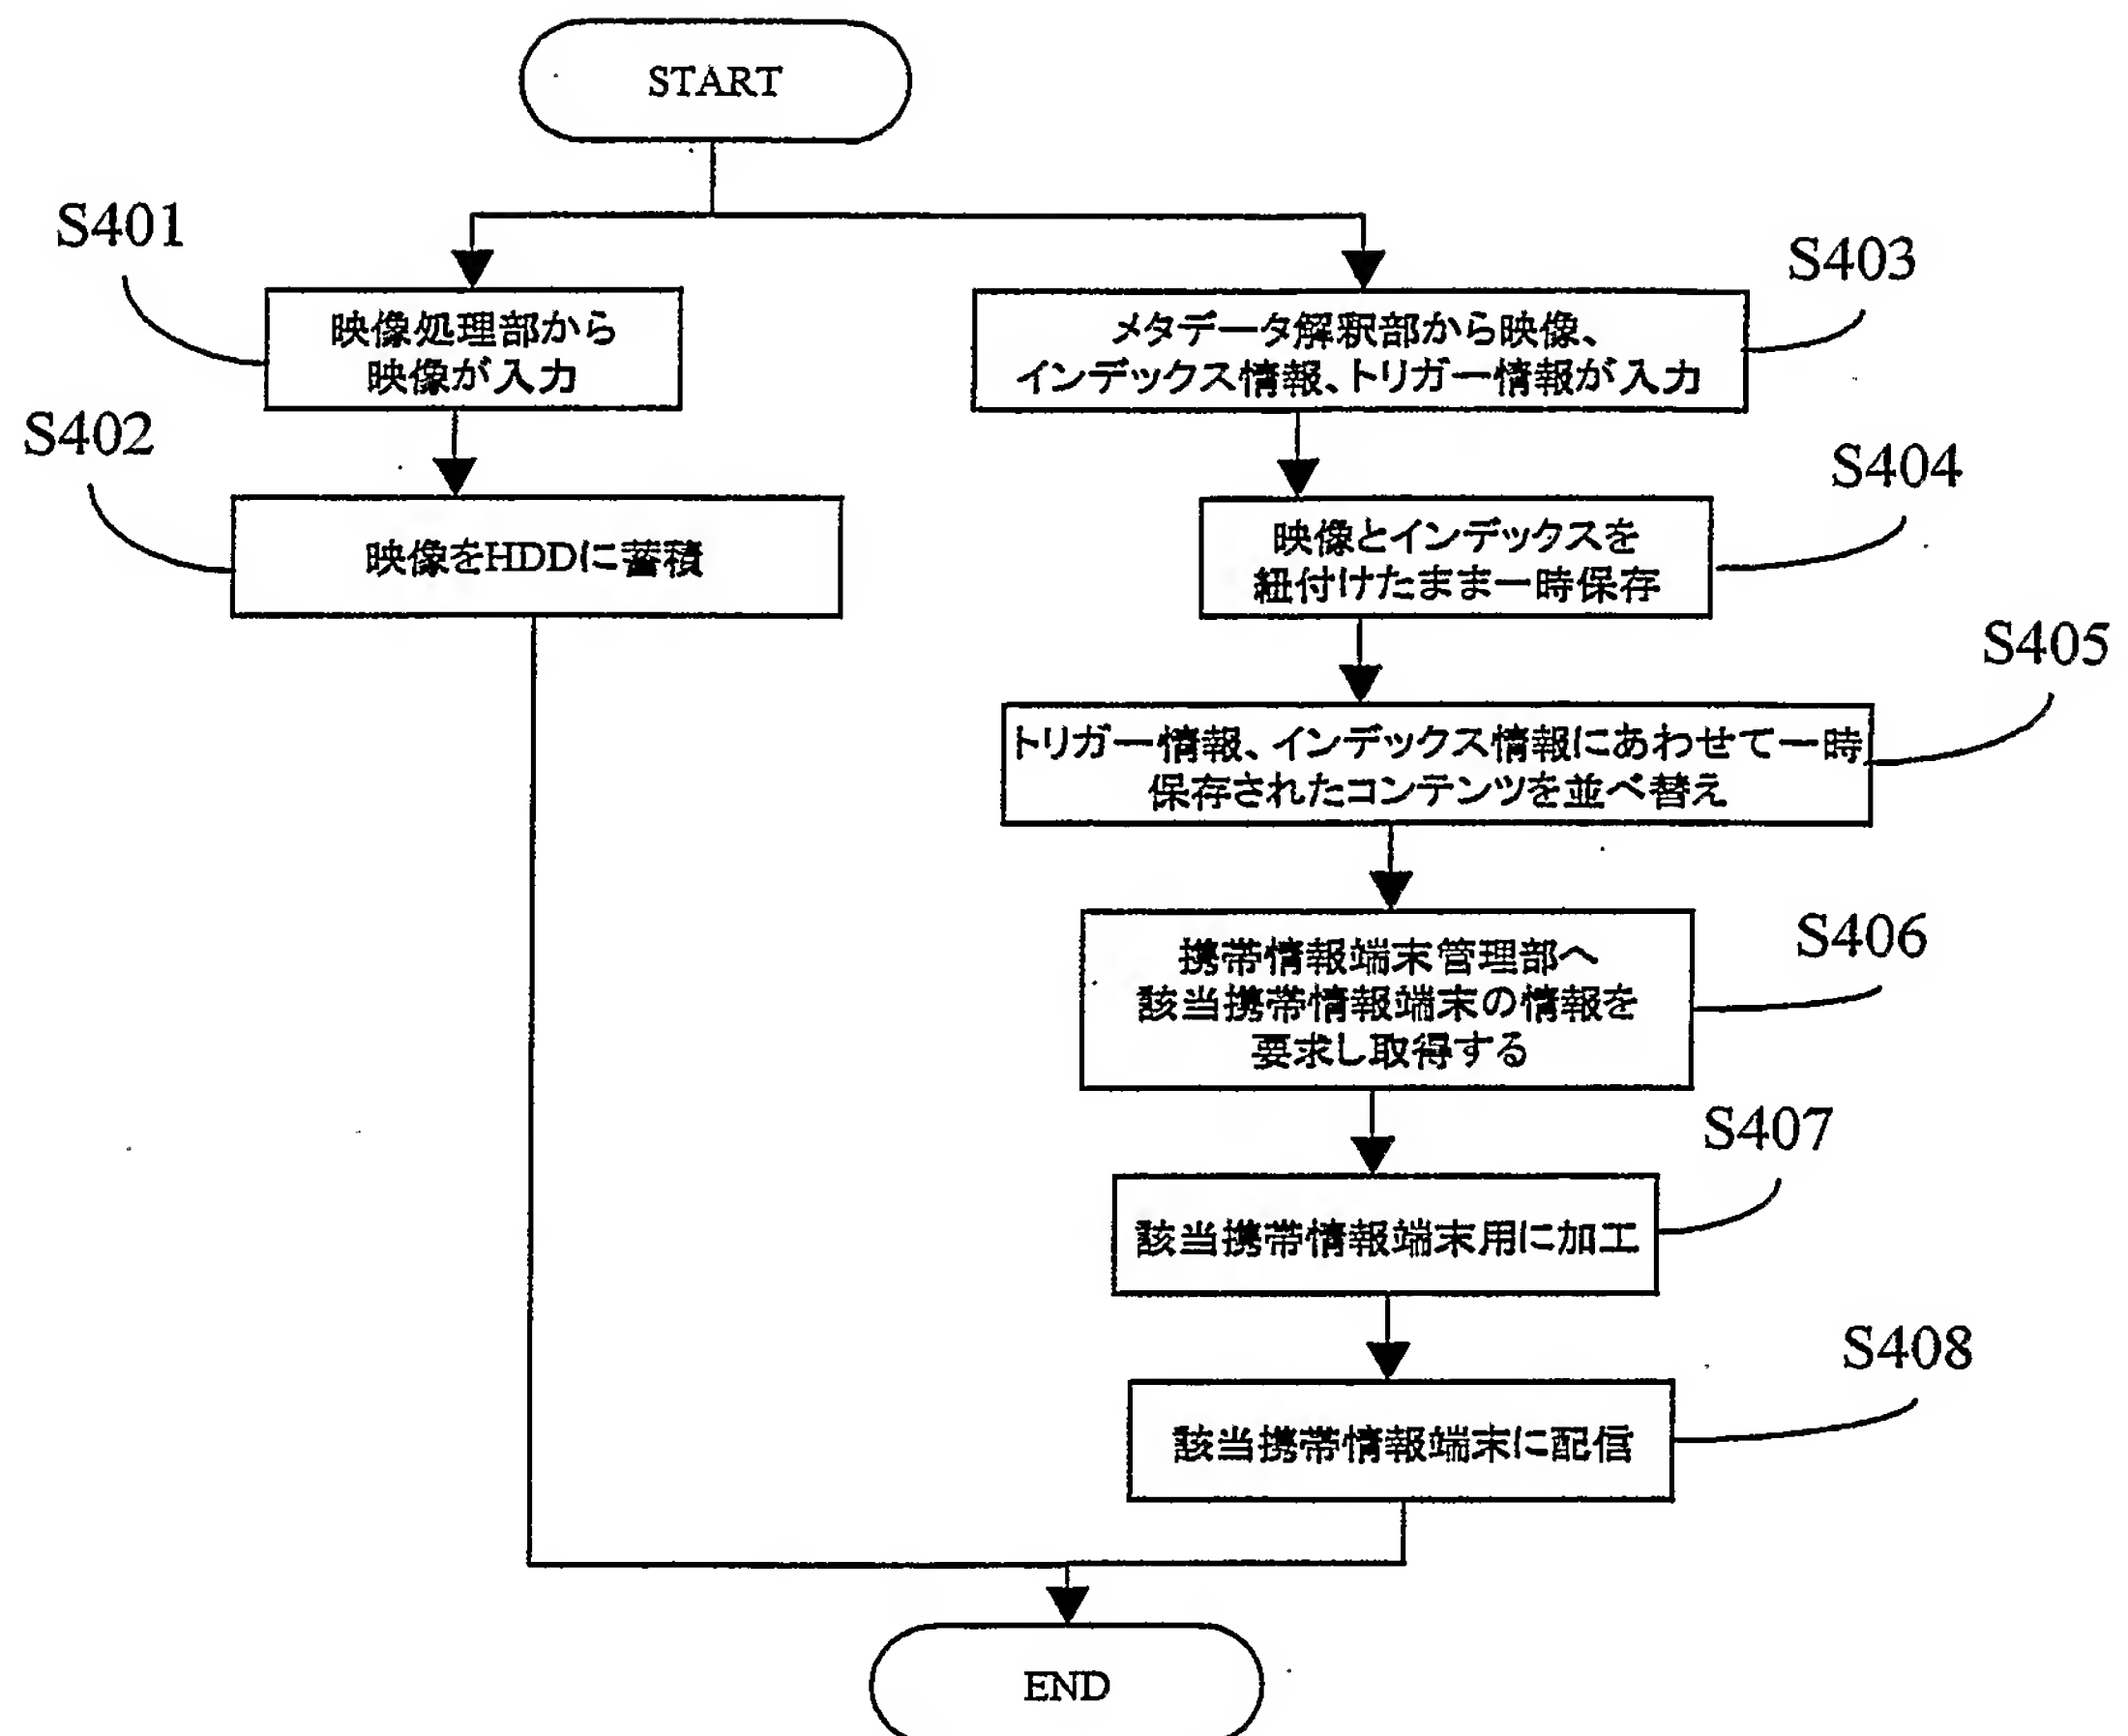 START
S401
映像処理部から
映像が入力
S402
映像をHDDに蓄積
S403
メタデータ解釈部から映像、
インデックス情報、トリガー情報が入力
S404
映像とインデックスを
紐付けたまま一時保存
S405
トリガー情報、インデックス情報にあわせて一時
保存されたコンテンツを並べ替え
S406
携帯情報端末管理部へ
該当携帯情報端末の情報を
要求し取得する
S407
該当携帯情報端末用に加工
S408
該当携帯情報端末に配信
END